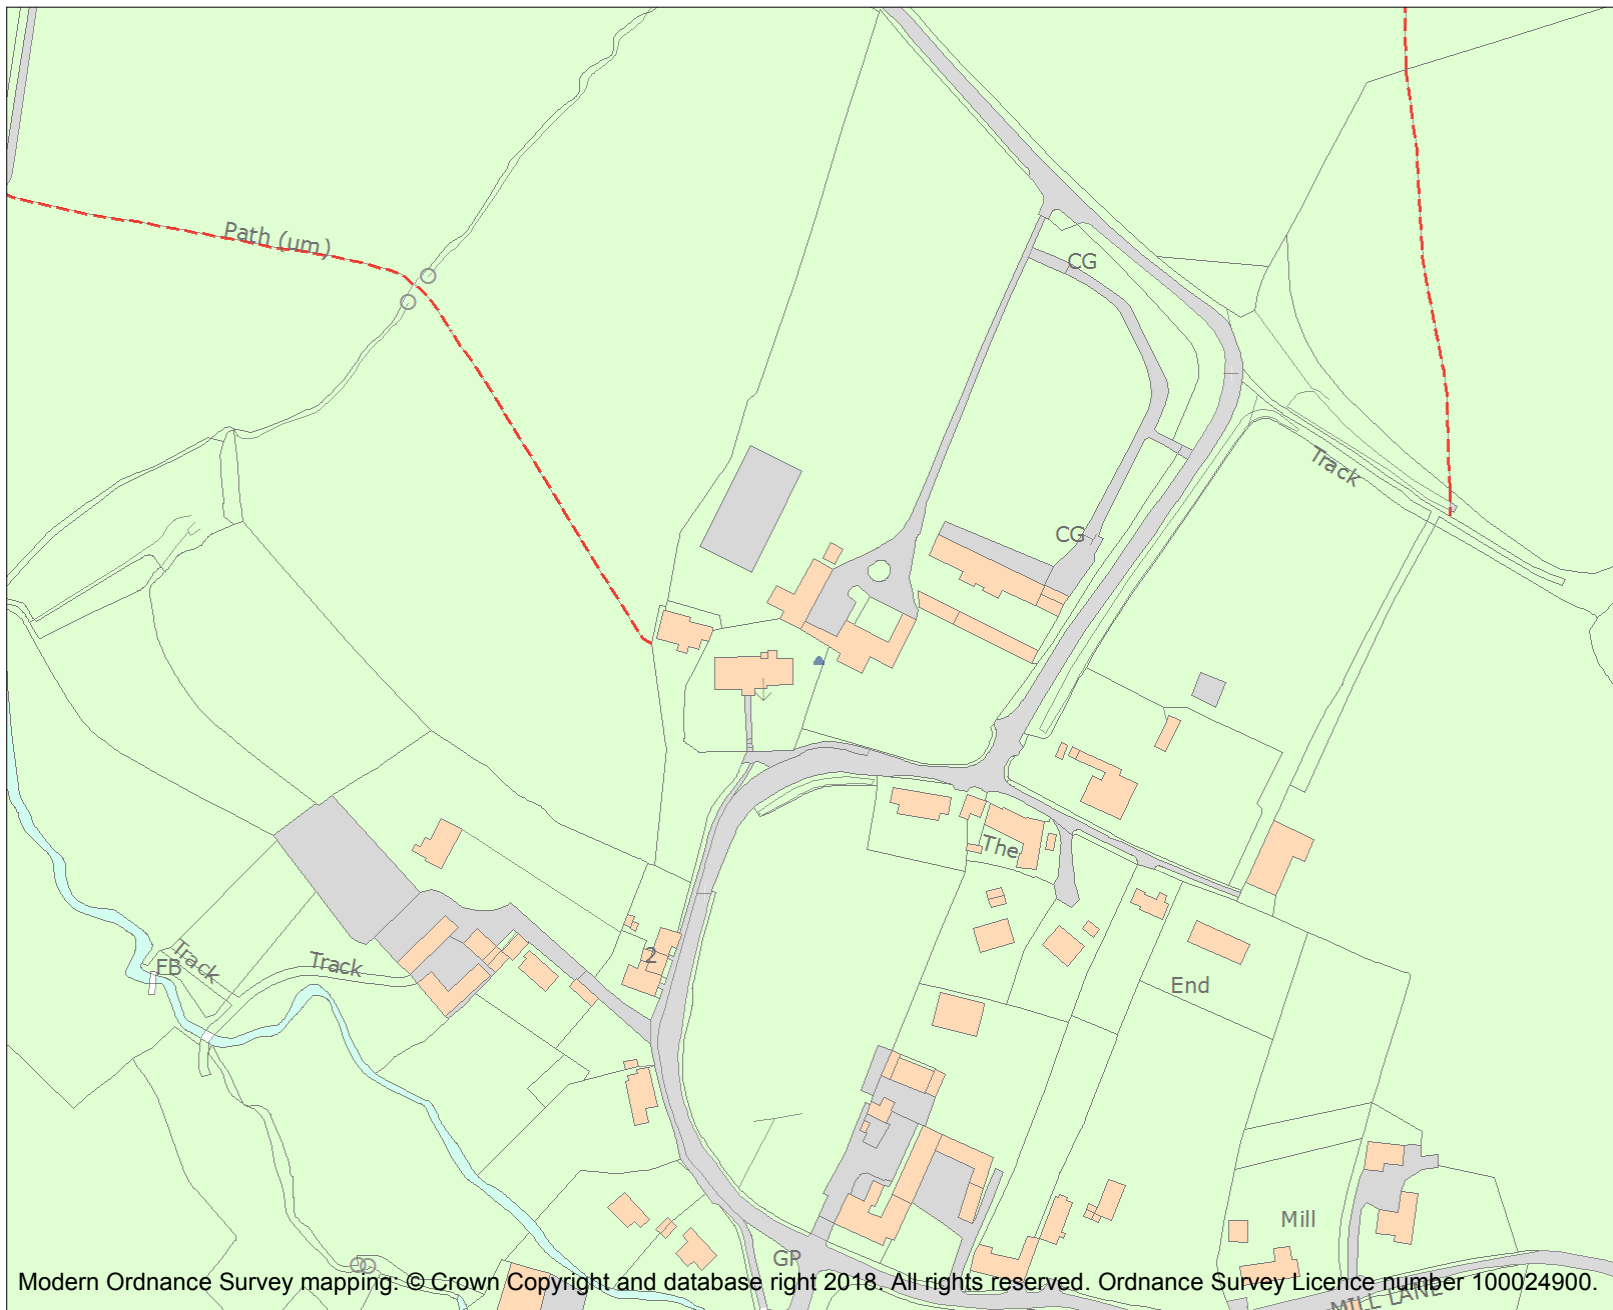 Path (um)
CG
Track
CG
The
2
Track
Track
FB
End
Mill
GP
Modern Ordnance Survey mapping: © Crown Copyright and database right 2018. All rights reserved. Ordnance Survey Licence number 100024900.
MILL LANE